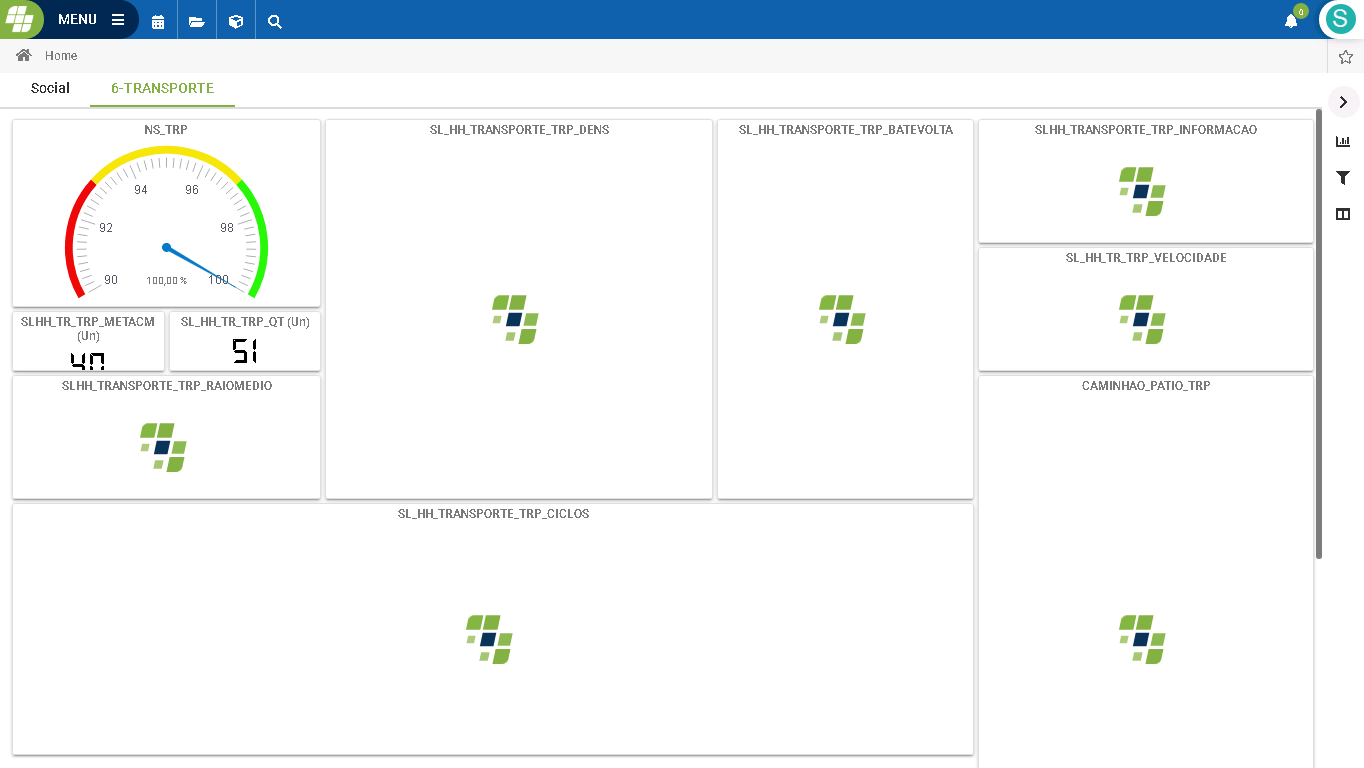 MENU
0
S
Home
Social
6-TRANSPORTE
NS_TRP
90
92
94
96
98
100
100,00 %
SL_HH_TRANSPORTE_TRP_DENS
SL_HH_TRANSPORTE_TRP_BATEVOLTA
SLHH_TRANSPORTE_TRP_INFORMACAO
SL_HH_TR_TRP_VELOCIDADE
SLHH_TR_TRP_METACM
(Un)
40
SL_HH_TR_TRP_QT (Un)
51
SLHH_TRANSPORTE_TRP_RAIOMEDIO
CAMINHAO_PATIO_TRP
SL_HH_TRANSPORTE_TRP_CICLOS